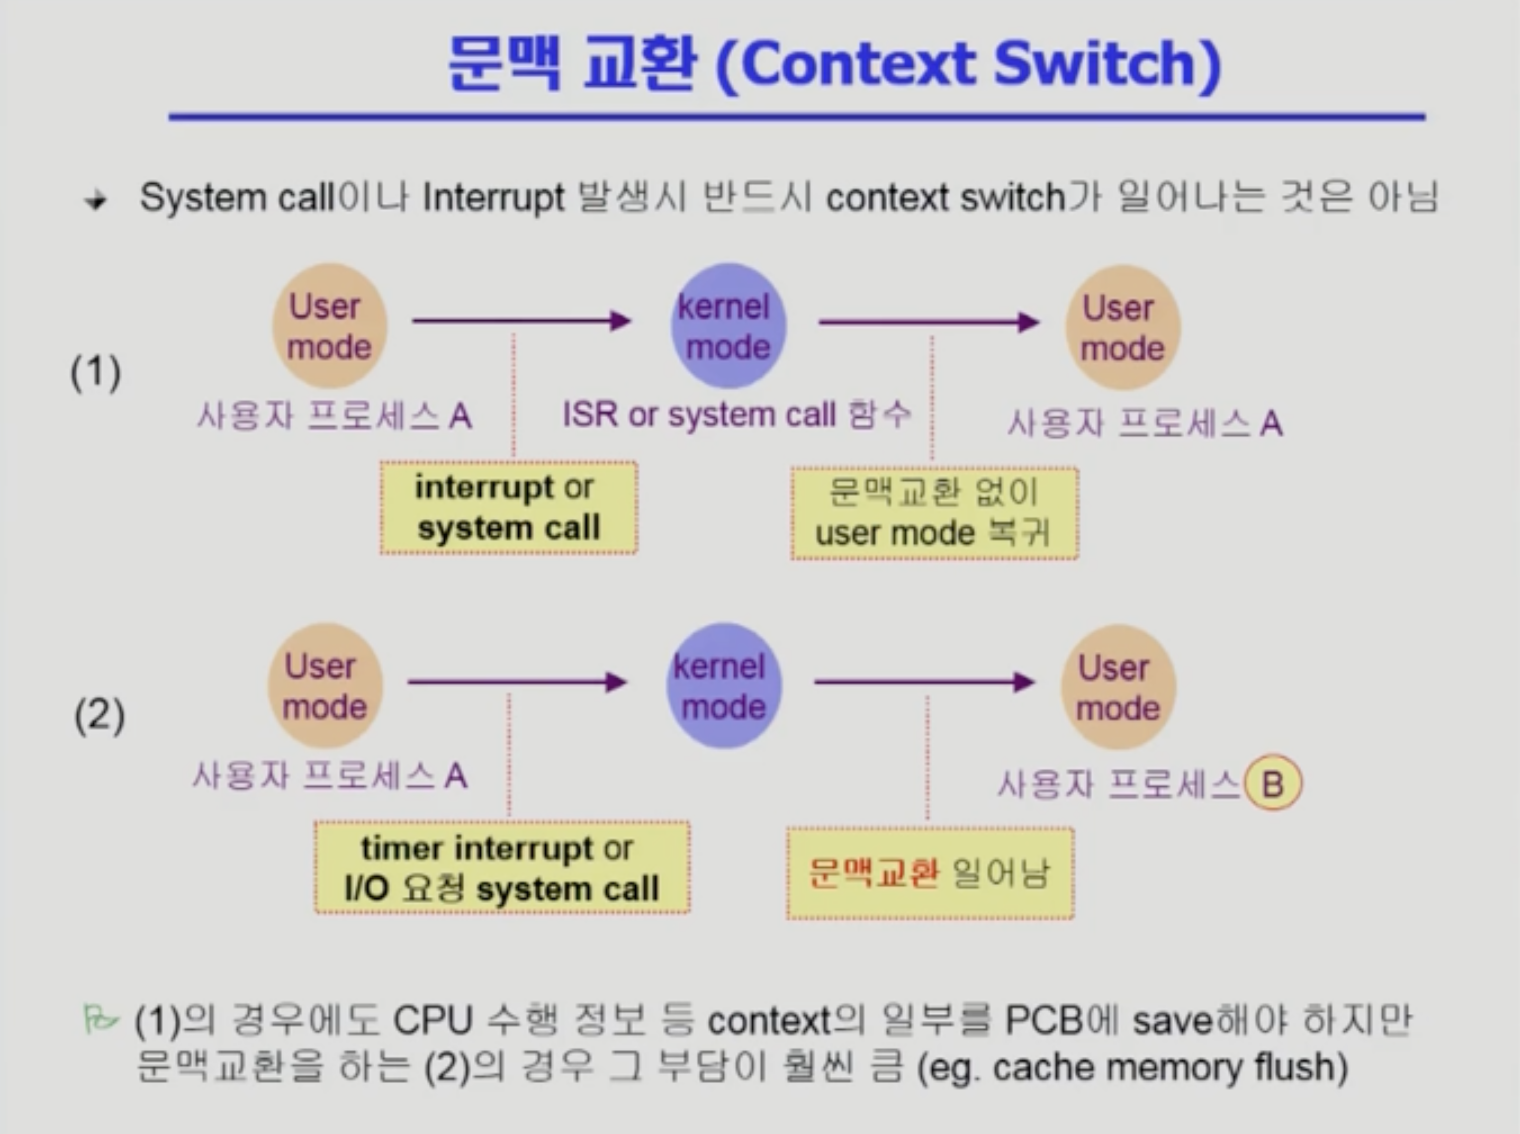 문맥 교환 (Context Switch)
System call이나 Interrupt 발생시 반드시 context switch가 일어나는 것은 아님
(1)
User
mode
사용자 프로세스 A
interrupt or
system call
kernel
mode
ISR or system call 함수
문맥교환 없이
user mode 복귀
User
mode
사용자 프로세스 A
(2)
User
mode
사용자 프로세스 A
timer interrupt or
I/O 요청 system call
kernel
mode
문맥교환 일어남
User
mode
사용자 프로세스 B
(1)의 경우에도 CPU 수행 정보 등 context의 일부를 PCB에 save해야 하지만
문맥교환을 하는 (2)의 경우 그 부담이 훨씬 큼 (eg. cache memory flush)